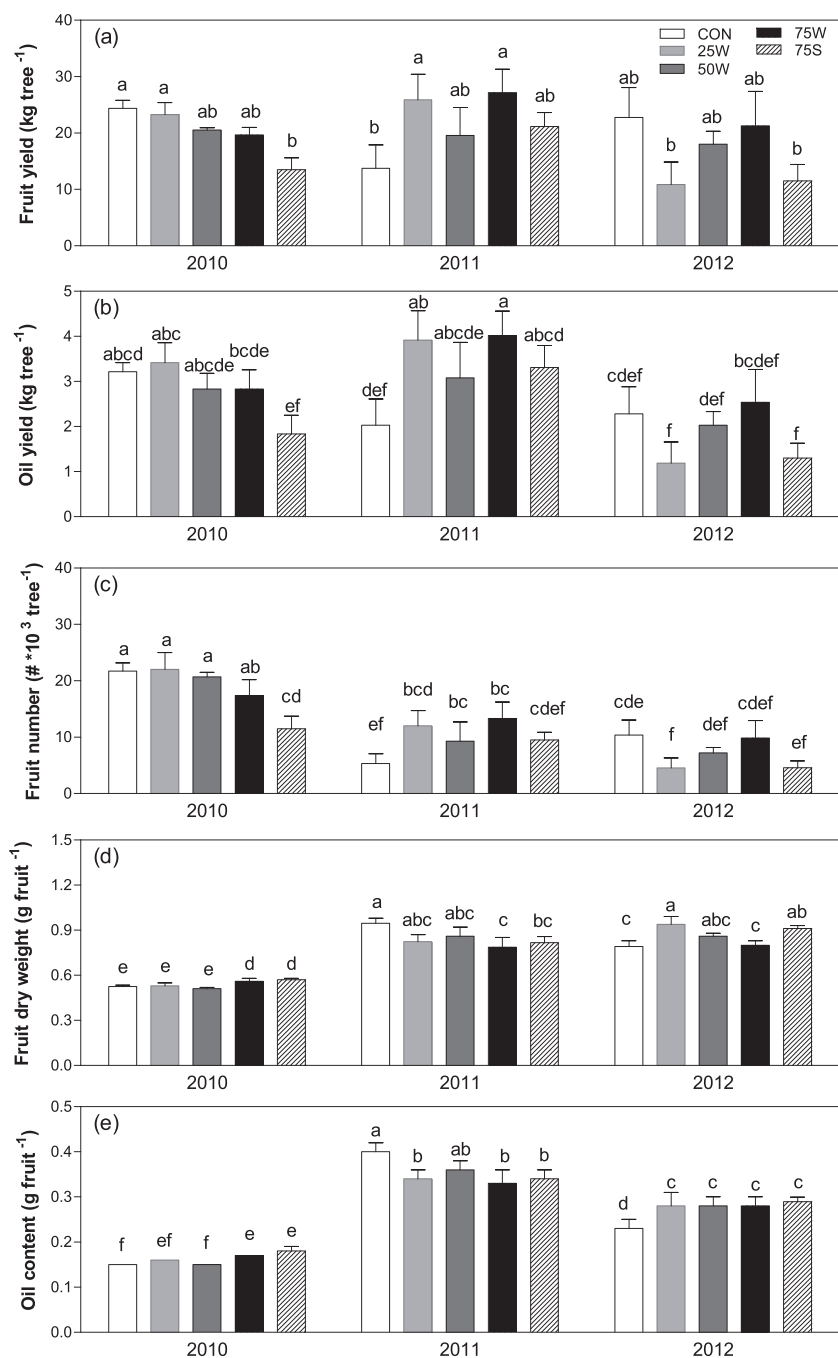 (a)
CON 75W
25W 75S
50W
Fruit yield (kg tree -1)
40
30
20
10
0
a a ab ab b
b a ab a ab
ab b ab ab b
2010 2011 2012
(b)
Oil yield (kg tree-1)
5
4
3
2
1
0
abcd abc abcde bcde ef
def ab abcde a abcd
cdef f def bcdef f
2010 2011 2012
(c)
Fruit number (# *10 3 tree-1)
40
30
20
10
0
a a a ab cd
ef bcd bc bc cdef
cde f def cdef ef
2010 2011 2012
(d)
Fruit dry weight (g fruit -1)
1.5
1.2
0.9
0.6
0.3
0.0
e e e d d
a abc abc c bc
c a abc c ab
2010 2011 2012
(e)
Oil content (g fruit -1)
0.5
0.4
0.3
0.2
0.1
0.0
f ef f e e
a b ab b b
d c c c c
2010 2011 2012